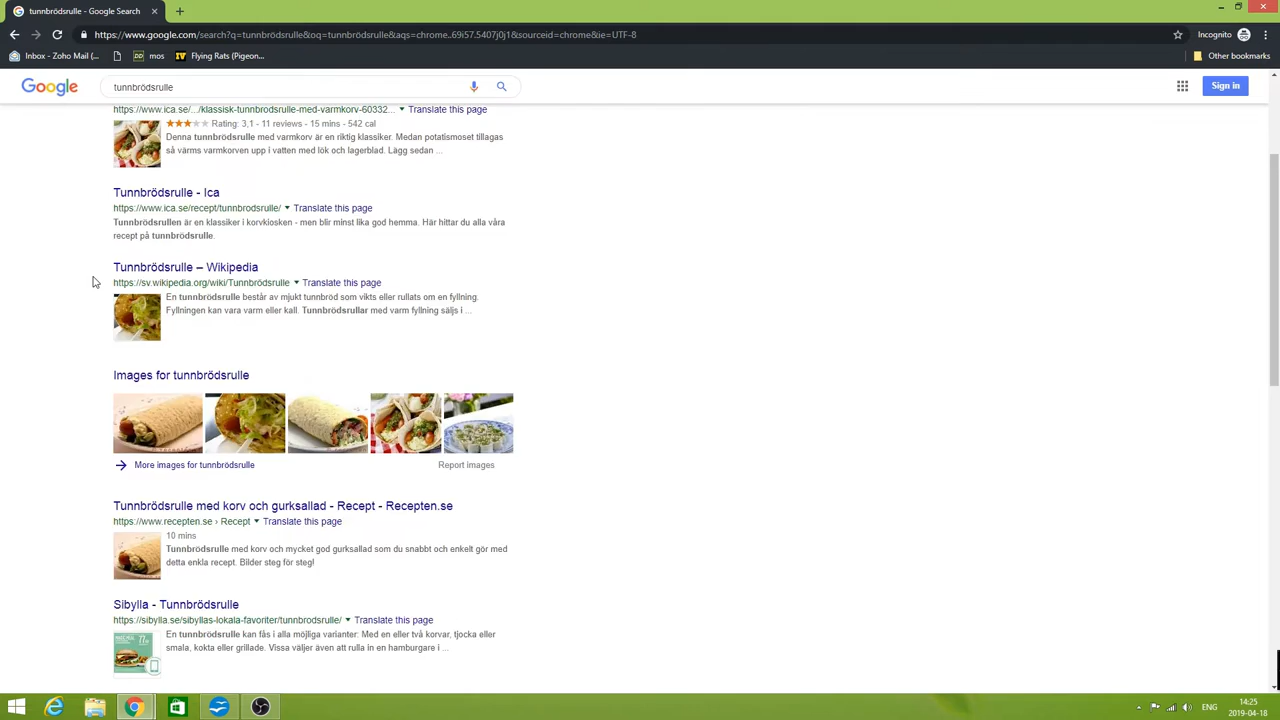 tunnbrödsrulle - Google Search
https://www.google.com/search?q=tunnbrödsrulle&oq=tunnbrödsrulle&aqs=chrome..69i57.5407j0j1&sourceid=chrome&ie=UTF-8
Incognito
Inbox - Zoho Mail (...
mos
Flying Rats (Pigeon...
Other bookmarks
Google
tunnbrödsrulle
Sign in
https://www.ica.se/.../klassisk-tunnbrodsrulle-med-varmkorv-60332... Translate this page
Rating: 3,1 - 11 reviews - 15 mins - 542 cal
Denna tunnbrödsrulle med varmkorv är en riktig klassiker. Medan potatismoset tillagas
så värms varmkorven upp i vatten med lök och lagerblad. Lägg sedan ...
Tunnbrödsrulle - Ica
https://www.ica.se/recept/tunnbrodsrulle/ Translate this page
Tunnbrödsrullen är en klassiker i korvkiosken - men blir minst lika god hemma. Här hittar du alla våra
recept på tunnbrödsrulle.
Tunnbrödsrulle – Wikipedia
https://sv.wikipedia.org/wiki/Tunnbrödsrulle Translate this page
En tunnbrödsrulle består av mjukt tunnbröd som vikts eller rullats om en fyllning.
Fyllningen kan vara varm eller kall. Tunnbrödsrullar med varm fyllning säljs i ...
Images for tunnbrödsrulle
More images for tunnbrödsrulle
Report images
Tunnbrödsrulle med korv och gurksallad - Recept - Recepten.se
https://www.recepten.se › Recept Translate this page
10 mins
Tunnbrödsrulle med korv och mycket god gurksallad som du snabbt och enkelt gör med
detta enkla recept. Bilder steg för steg!
Sibylla - Tunnbrödsrulle
https://sibylla.se/sibyllas-lokala-favoriter/tunnbrodsrulle/ Translate this page
En tunnbrödsrulle kan fås i alla möjliga varianter: Med en eller två korvar, tjocka eller
smala, kokta eller grillade. Vissa väljer även att rulla in en hamburgare i ...
ENG
14:25
2019-04-18